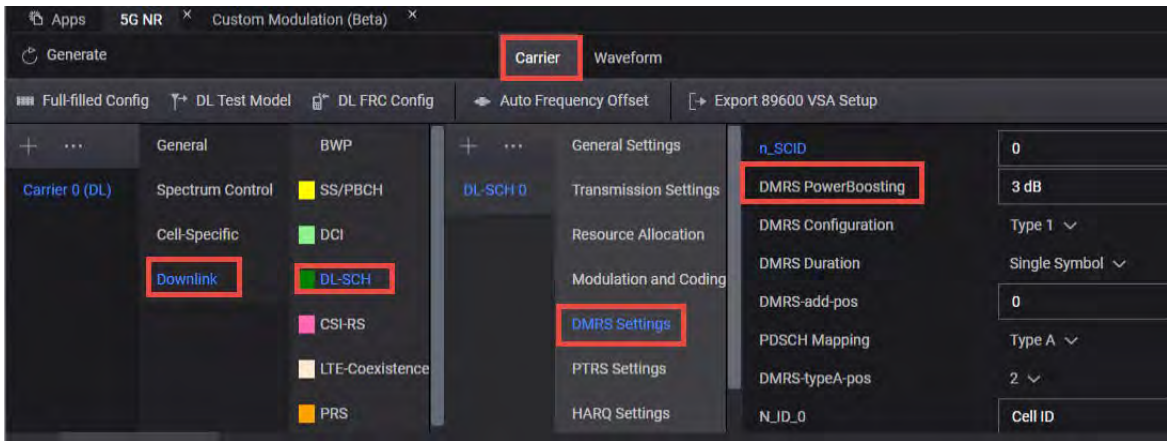 Apps 5G NR × Custom Modulation (Beta) ×
Generate Carrier Waveform
Full-filled Config DL Test Model DL FRC Config Auto Frequency Offset Export 89600 VSA Setup
+ ... General BWP + ... General Settings n_SCID 0
Carrier 0 (DL) Spectrum Control SS/PBCH DL-SCH 0 Transmission Settings DMRS PowerBoosting 3 dB
Cell-Specific DCI Resource Allocation DMRS Configuration Type 1
Downlink DL-SCH Modulation and Coding DMRS Duration Single Symbol
CSI-RS DMRS Settings DMRS-add-pos 0
LTE-Coexistence PTRS Settings PDSCH Mapping Type A
PRS HARQ Settings DMRS-typeA-pos 2
N_ID_0 Cell ID